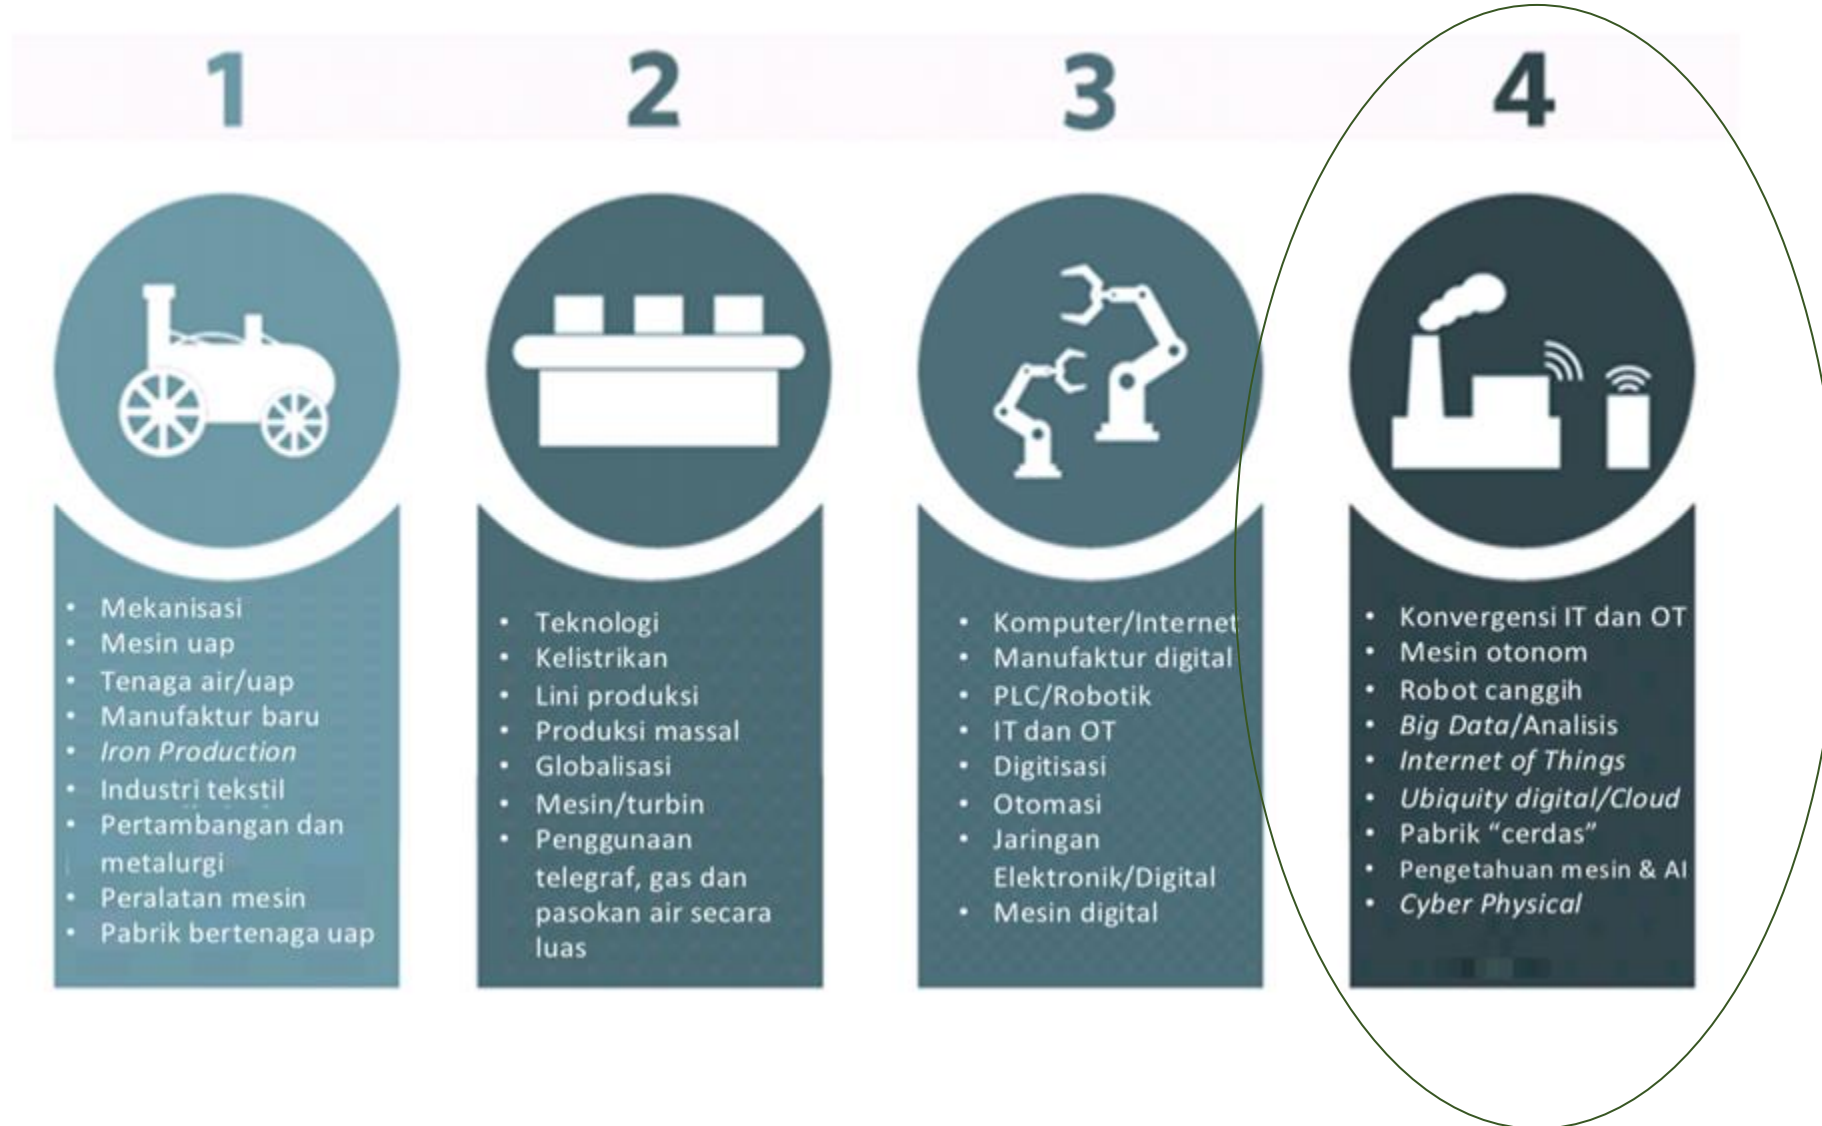 1
Mekanisasi
Mesin uap
Tenaga air/uap
Manufaktur baru
Iron Production
Industri tekstil
Pertambangan dan
metalurgi
Peralatan mesin
Pabrik bertenaga uap
2
Teknologi
Kelistrikan
Lini produksi
Produksi massal
Globalisasi
Mesin/turbin
Penggunaan
telegraf, gas dan
pasokan air secara
luas
3
Komputer/Internet
Manufaktur digital
PLC/Robotik
IT dan OT
Digitisasi
Otomasi
Jaringan
Elektronik/Digital
Mesin digital
4
Konvergensi IT dan OT
Mesin otonom
Robot canggih
Big Data/Analisis
Internet of Things
Ubiquity digital/Cloud
Pabrik “cerdas”
Pengetahuan mesin & AI
Cyber Physical